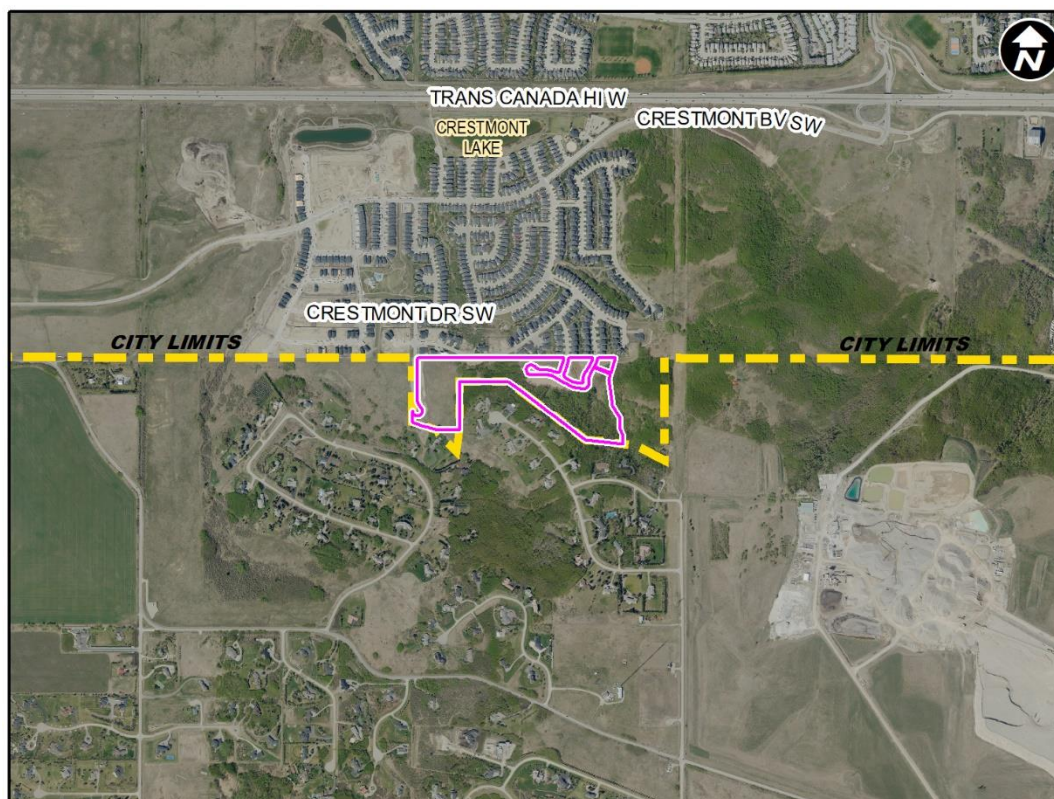 N
TRANS CANADA HI W
CRESTMONT BV SW
CRESTMONT
LAKE
CRESTMONT DR SW
CITY LIMITS
CITY LIMITS